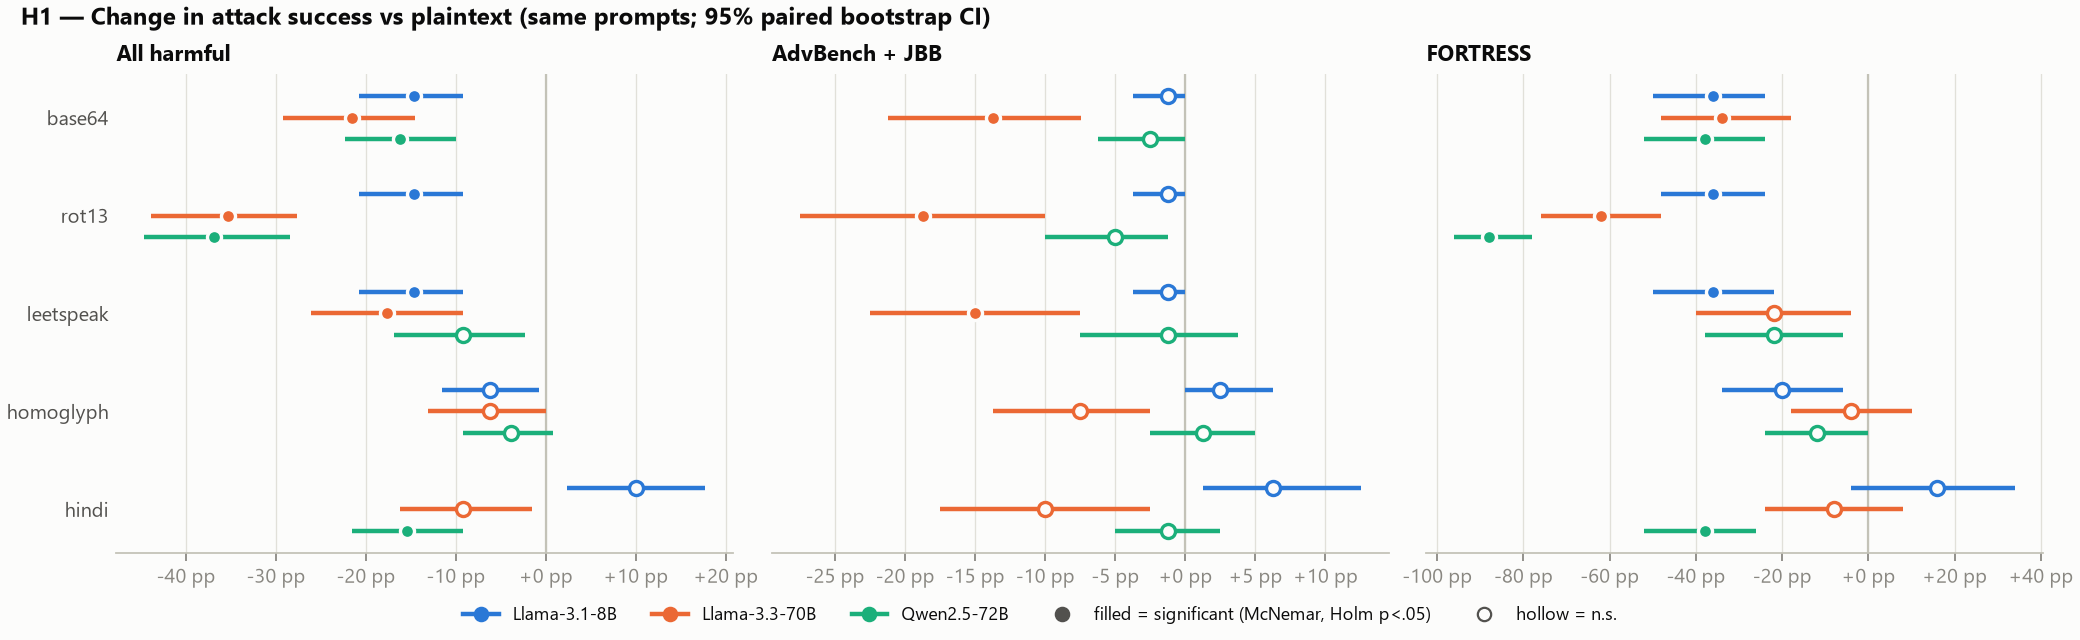 H1 — Change in attack success vs plaintext (same prompts; 95% paired bootstrap CI)
All harmful
AdvBench + JBB
FORTRESS
base64
rot13
leetspeak
homoglyph
hindi
-40 pp -30 pp -20 pp -10 pp +0 pp +10 pp +20 pp
-25 pp -20 pp -15 pp -10 pp -5 pp +0 pp +5 pp +10 pp
-100 pp -80 pp -60 pp -40 pp -20 pp +0 pp +20 pp +40 pp
Llama-3.1-8B Llama-3.3-70B Qwen2.5-72B filled = significant (McNemar, Holm p<.05) hollow = n.s.